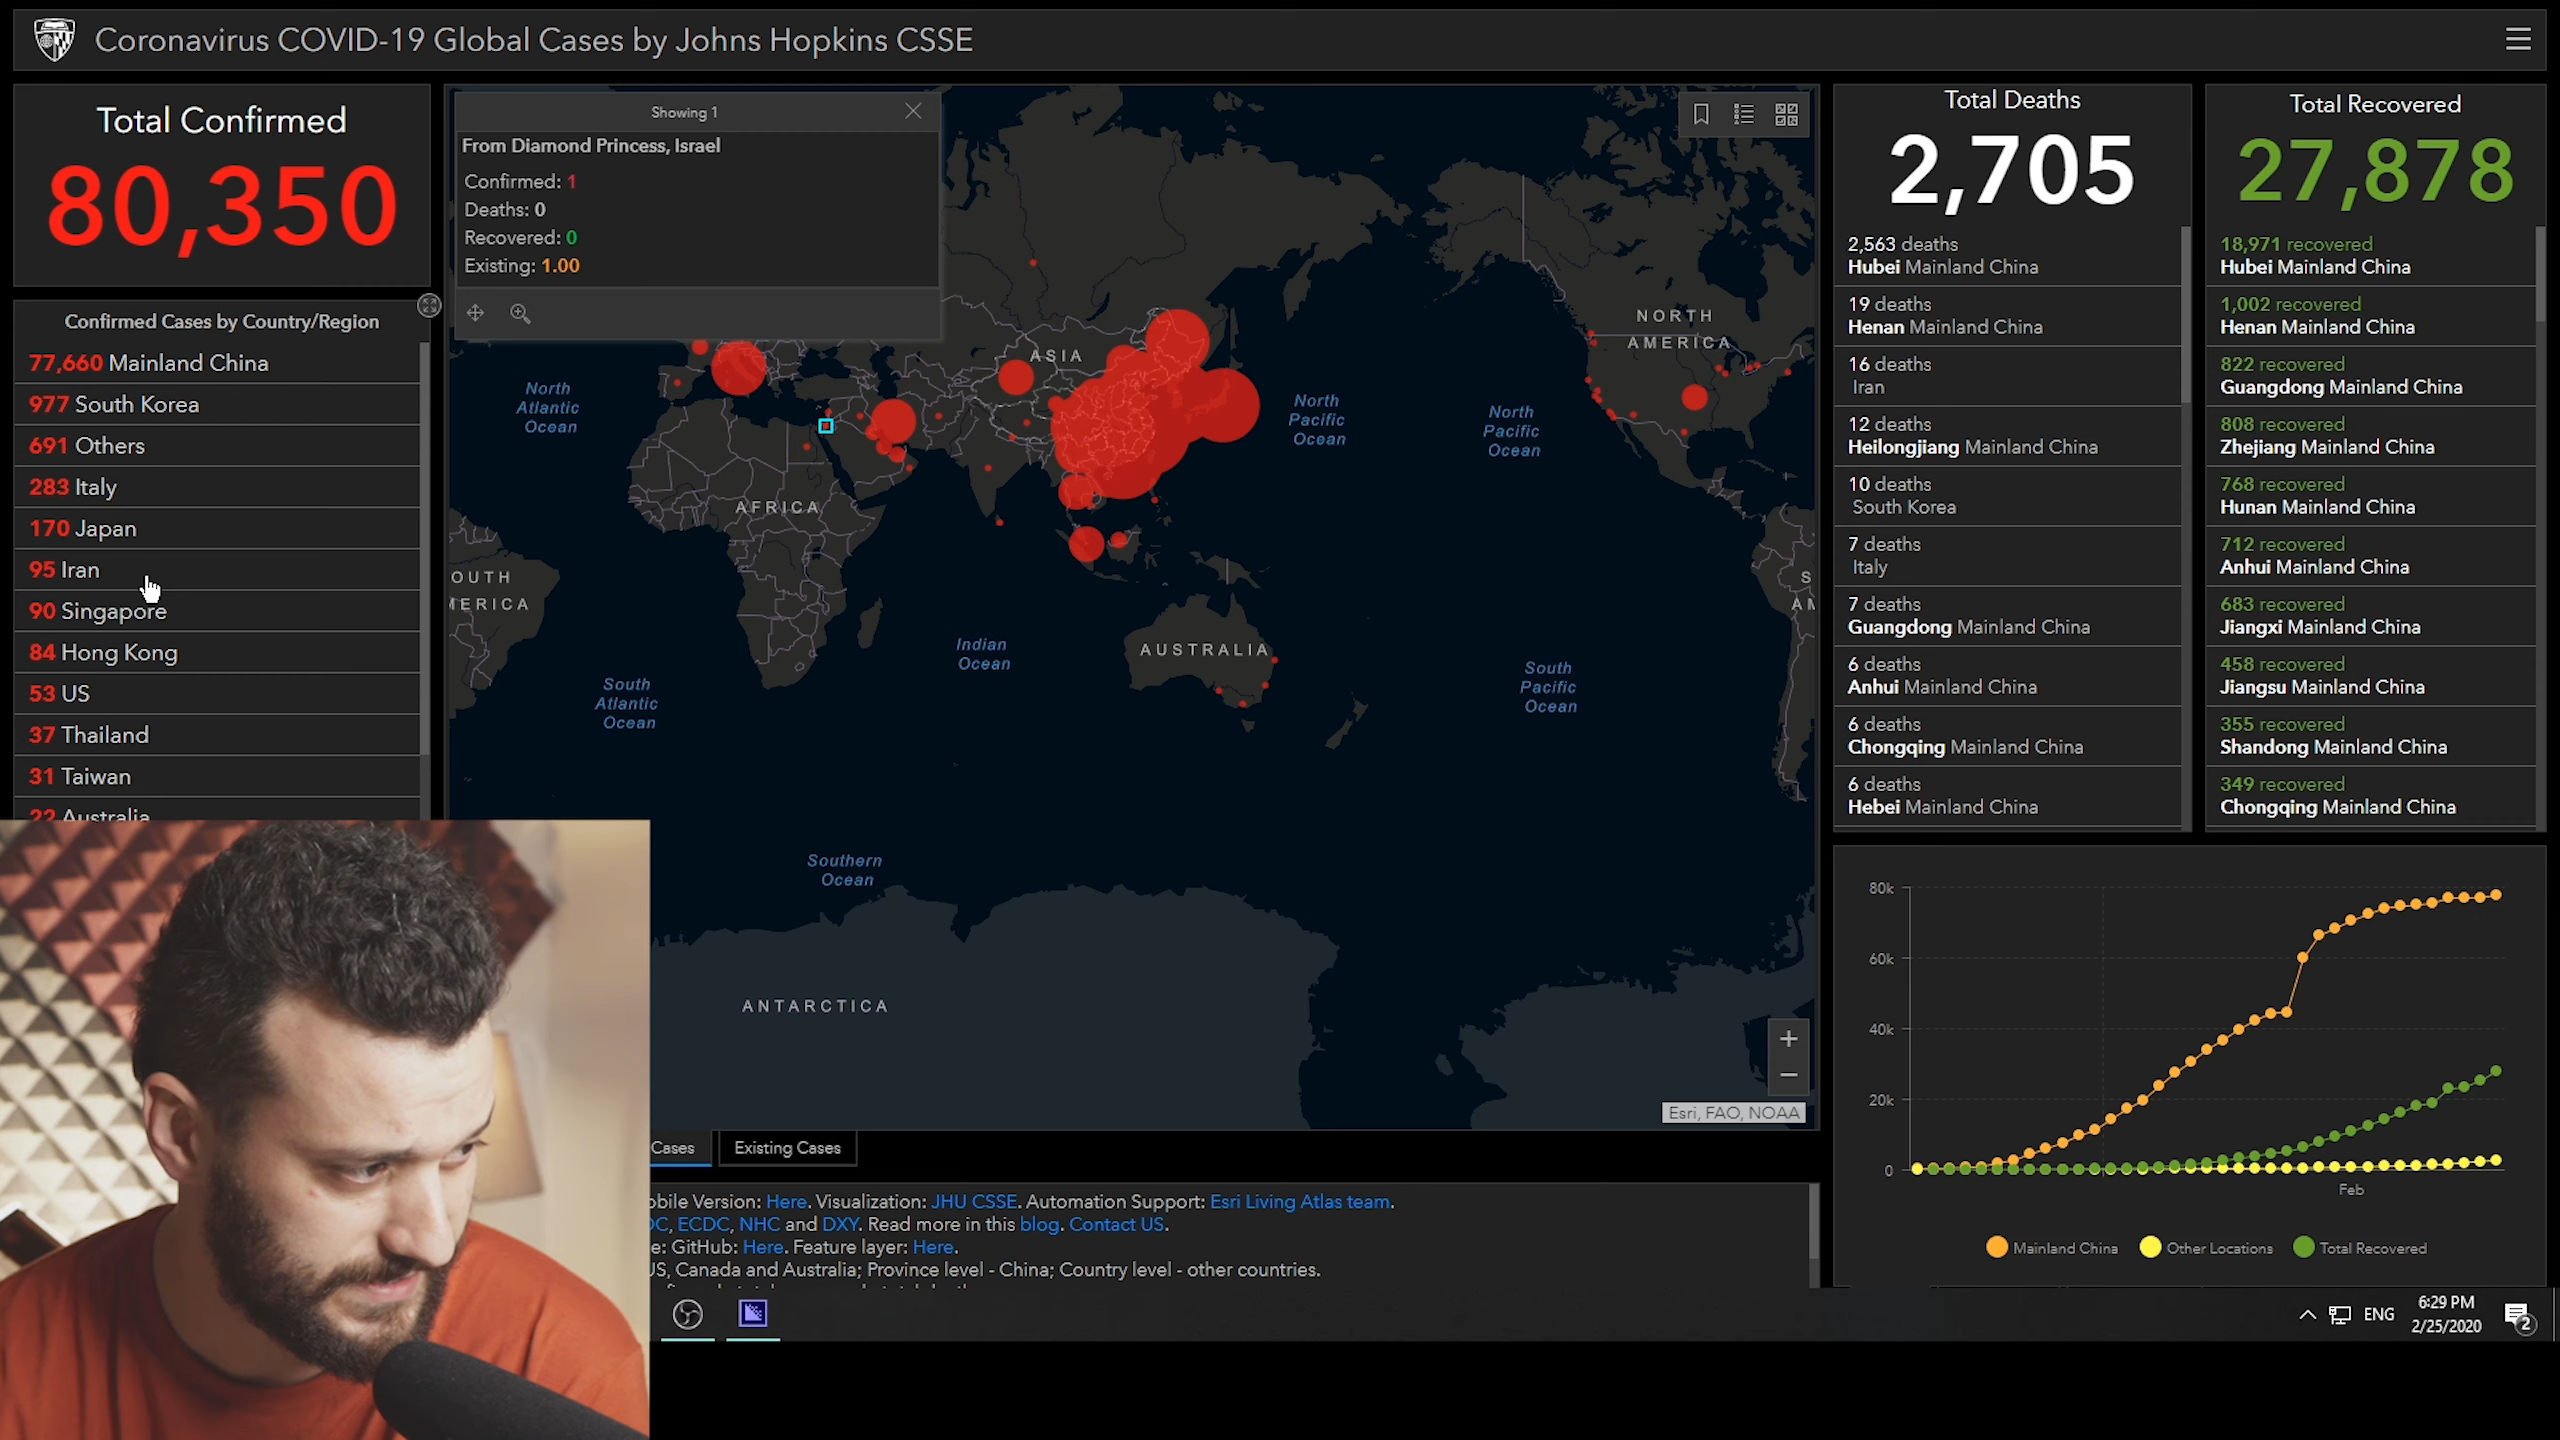 Coronavirus COVID-19 Global Cases by Johns Hopkins CSSE
Total Confirmed
80,350
Confirmed Cases by Country/Region
77,660 Mainland China
977 South Korea
691 Others
283 Italy
170 Japan
95 Iran
90 Singapore
84 Hong Kong
53 US
37 Thailand
31 Taiwan
22 Australia
Showing 1
From Diamond Princess, Israel
Confirmed: 1
Deaths: 0
Recovered: 0
Existing: 1.00
North
Atlantic
Ocean
ASIA
AFRICA
OUTH
MERICA
South
Atlantic
Ocean
Indian
Ocean
Southern
Ocean
ANTARCTICA
AUSTRALIA
North
Pacific
Ocean
North
Pacific
Ocean
NORTH
AMERICA
South
Pacific
Ocean
S
AM
+
−
Esri, FAO, NOAA
Cases
Existing Cases
obile Version: Here. Visualization: JHU CSSE. Automation Support: Esri Living Atlas team.
DC, ECDC, NHC and DXY. Read more in this blog. Contact US.
e: GitHub: Here. Feature layer: Here.
US, Canada and Australia; Province level - China; Country level - other countries.
Total Deaths
2,705
2,563 deaths
Hubei Mainland China
19 deaths
Henan Mainland China
16 deaths
Iran
12 deaths
Heilongjiang Mainland China
10 deaths
South Korea
7 deaths
Italy
7 deaths
Guangdong Mainland China
6 deaths
Anhui Mainland China
6 deaths
Chongqing Mainland China
6 deaths
Hebei Mainland China
Total Recovered
27,878
18,971 recovered
Hubei Mainland China
1,002 recovered
Henan Mainland China
822 recovered
Guangdong Mainland China
808 recovered
Zhejiang Mainland China
768 recovered
Hunan Mainland China
712 recovered
Anhui Mainland China
683 recovered
Jiangxi Mainland China
458 recovered
Jiangsu Mainland China
355 recovered
Shandong Mainland China
349 recovered
Chongqing Mainland China
80k
60k
40k
20k
0
Feb
Mainland China
Other Locations
Total Recovered
ENG
6:29 PM
2/25/2020
2